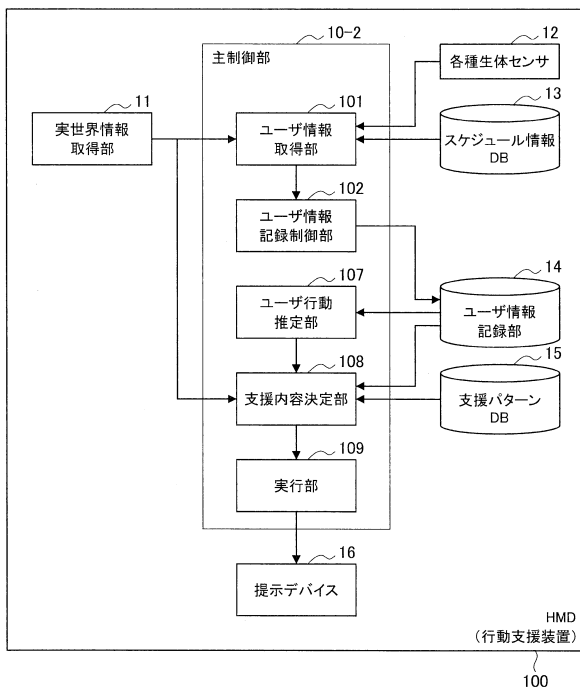 10-2
主制御部
12
各種生体センサ
11
実世界情報
取得部
101
ユーザ情報
取得部
13
スケジュール情報
DB
102
ユーザ情報
記録制御部
107
ユーザ行動
推定部
14
ユーザ情報
記録部
108
支援内容決定部
15
支援パターン
DB
109
実行部
16
提示デバイス
HMD
(行動支援装置)
100